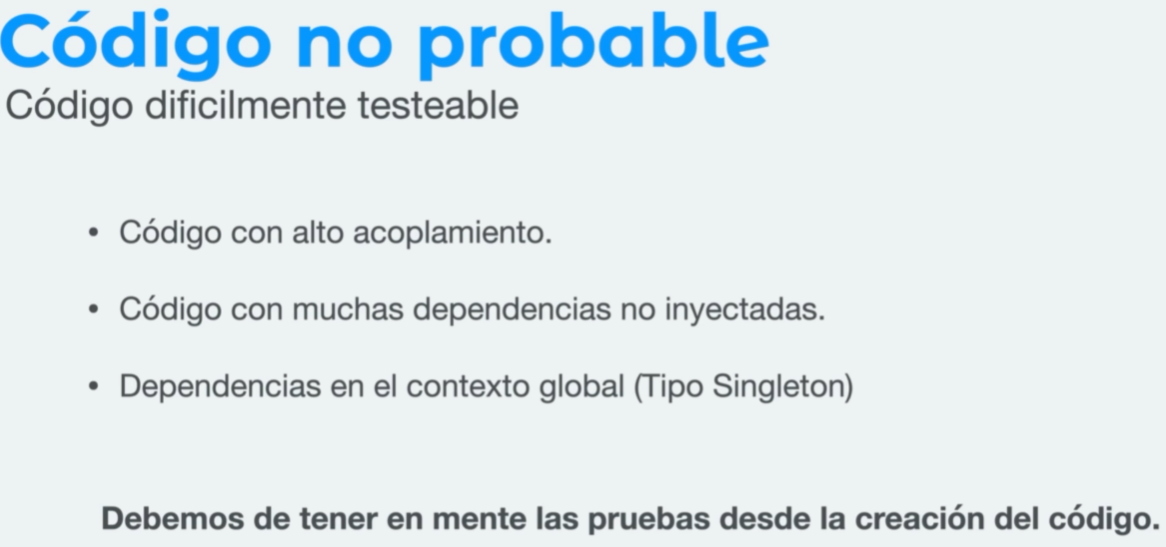 Código no probable
Código dificilmente testeable
• Código con alto acoplamiento.
• Código con muchas dependencias no inyectadas.
• Dependencias en el contexto global (Tipo Singleton)
Debemos de tener en mente las pruebas desde la creación del código.